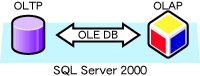 OLTP OLAP
OLE DB
SQL Server 2000